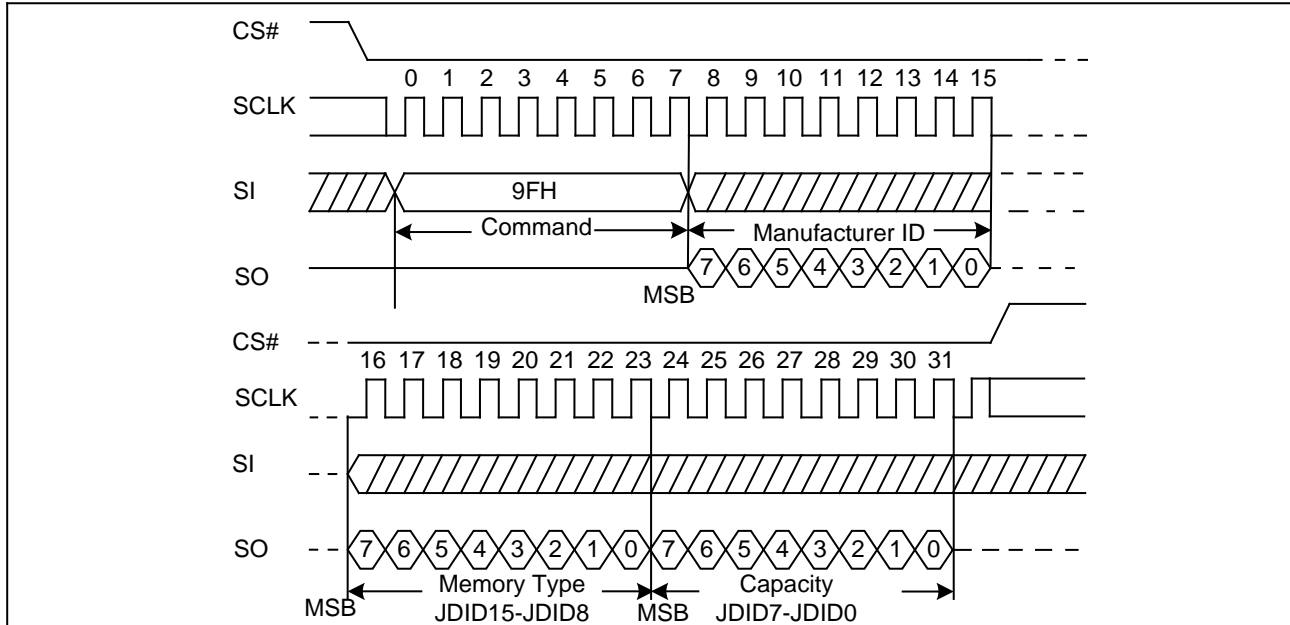 CS#
0 1 2 3 4 5 6 7 8 9 10 11 12 13 14 15
SCLK
SI 9FH
Command Manufacturer ID
SO 7 6 5 4 3 2 1 0
MSB
CS#
16 17 18 19 20 21 22 23 24 25 26 27 28 29 30 31
SCLK
SI
SO 7 6 5 4 3 2 1 0 7 6 5 4 3 2 1 0
Memory Type Capacity
MSB JDID15-JDID8 MSB JDID7-JDID0